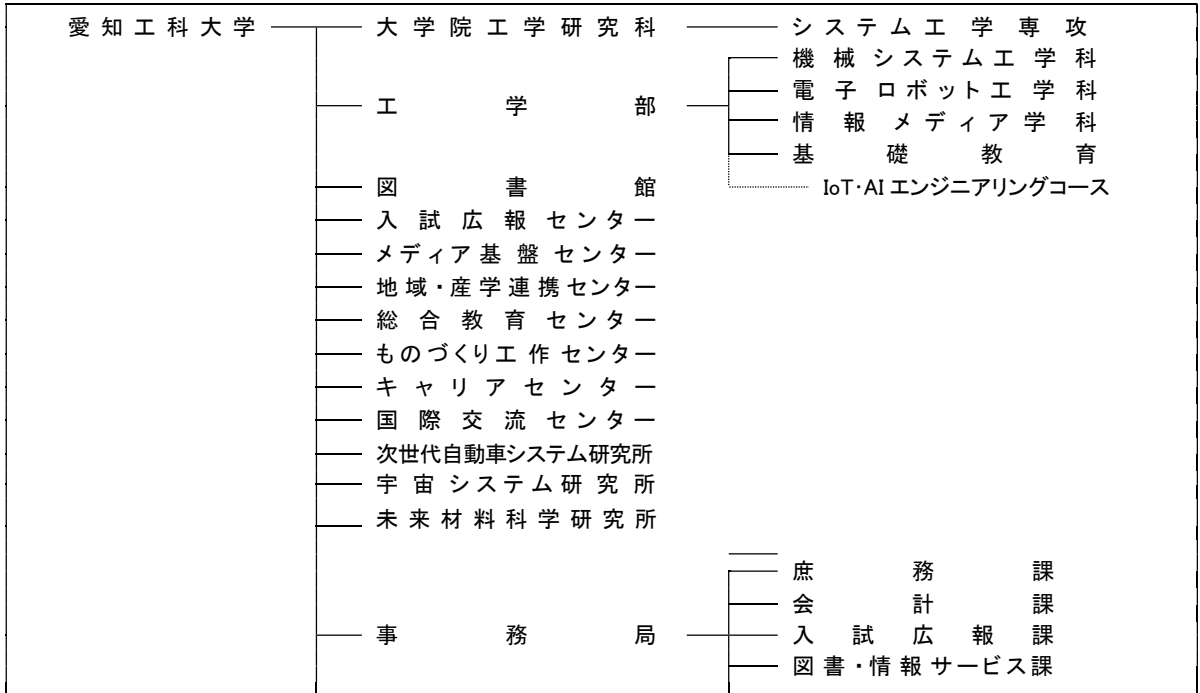 愛知工科大学 大学院工学研究科 システム工学専攻
機械システム工学科
電子ロボット工学科
工学部
情報メディア学科
基礎教育
図書館 IoT･AIエンジニアリングコース
入試広報センター
メディア基盤センター
地域・産学連携センター
総合教育センター
ものづくり工作センター
キャリアセンター
国際交流センター
次世代自動車システム研究所
宇宙システム研究所
未来材料科学研究所
庶務課
会計課
事務局 入試広報課
図書・情報サービス課